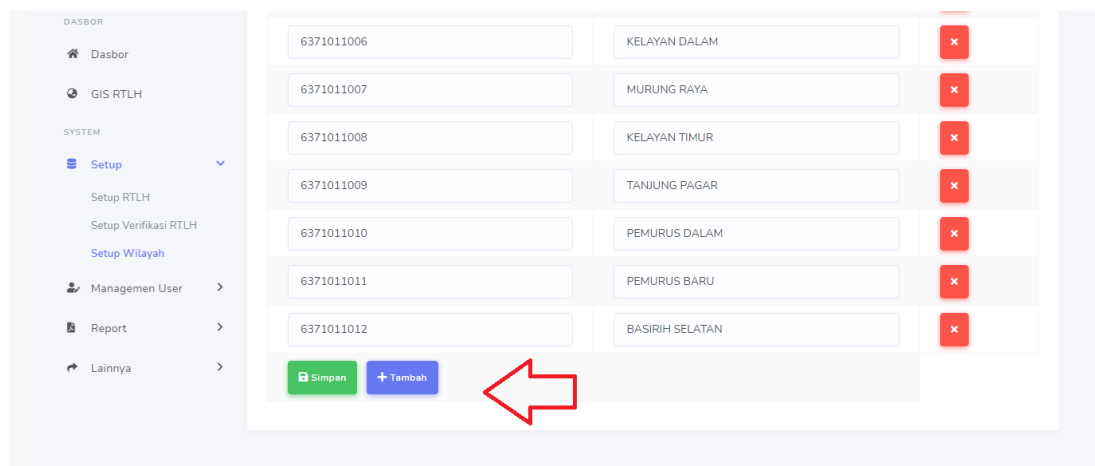 DASBOR
Dasbor
GIS RTLH
SYSTEM
Setup
Setup RTLH
Setup Verifikasi RTLH
Setup Wilayah
Managemen User
Report
Lainnya
6371011006 KELAYAN DALAM
6371011007 MURUNG RAYA
6371011008 KELAYAN TIMUR
6371011009 TANJUNG PAGAR
6371011010 PEMURUS DALAM
6371011011 PEMURUS BARU
6371011012 BASIRIH SELATAN
Simpan + Tambah